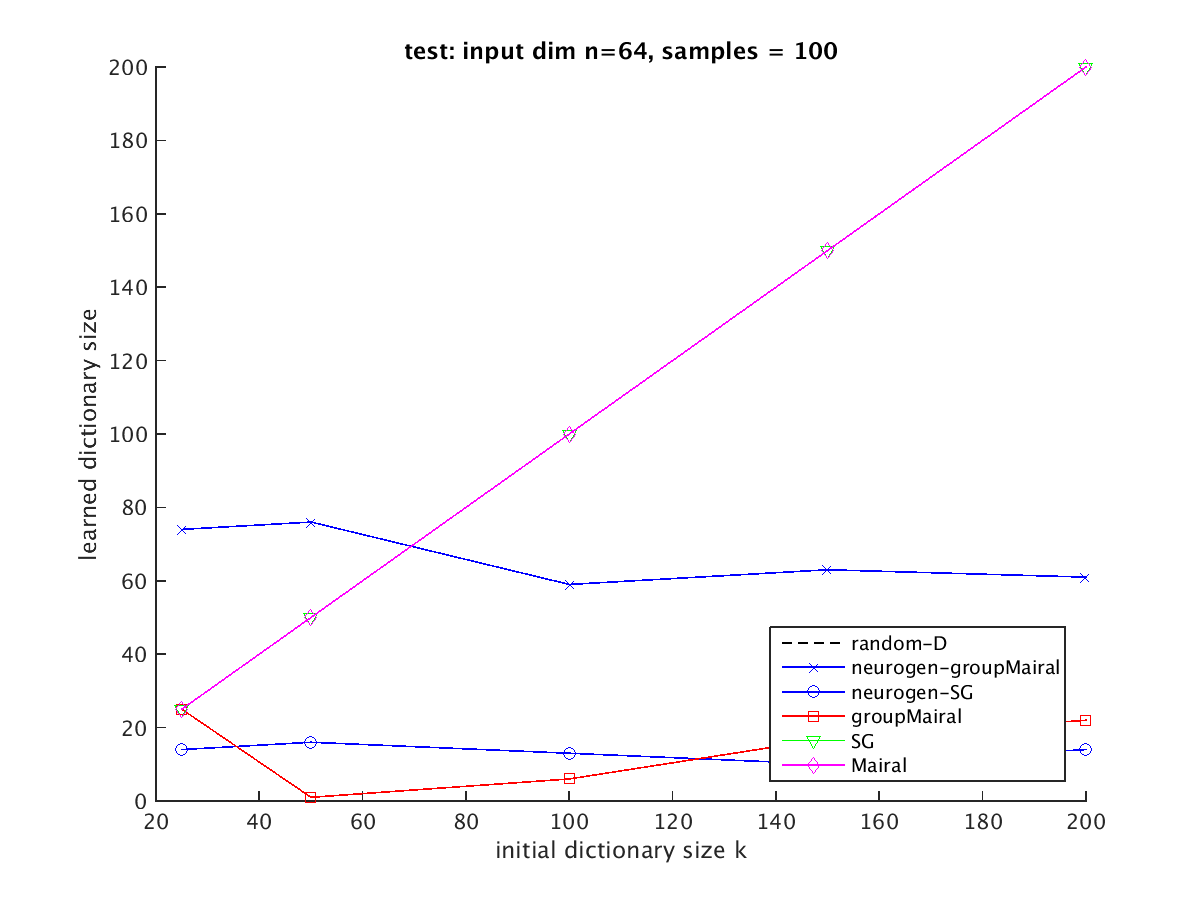 test: input dim n=64, samples = 100
200
180
160
140
120
100
80
60
40
20
0
learned dictionary size
random-D
neurogen-groupMairal
neurogen-SG
groupMairal
SG
Mairal
20 40 60 80 100 120 140 160 180 200
initial dictionary size k